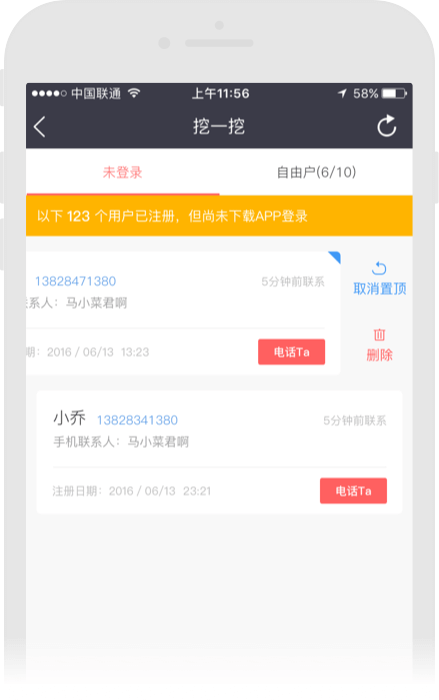 中国联通 上午11:56 58%
挖一挖
未登录 自由户(6/10)
以下 123 个用户已注册，但尚未下载APP登录
13828471380 5分钟前联系 取消置顶
系人：马小菜君啊
期：2016 / 06/13 13:23 电话Ta 删除
小乔 13828341380 5分钟前联系
手机联系人：马小菜君啊
注册日期：2016 / 06/13 23:21 电话Ta